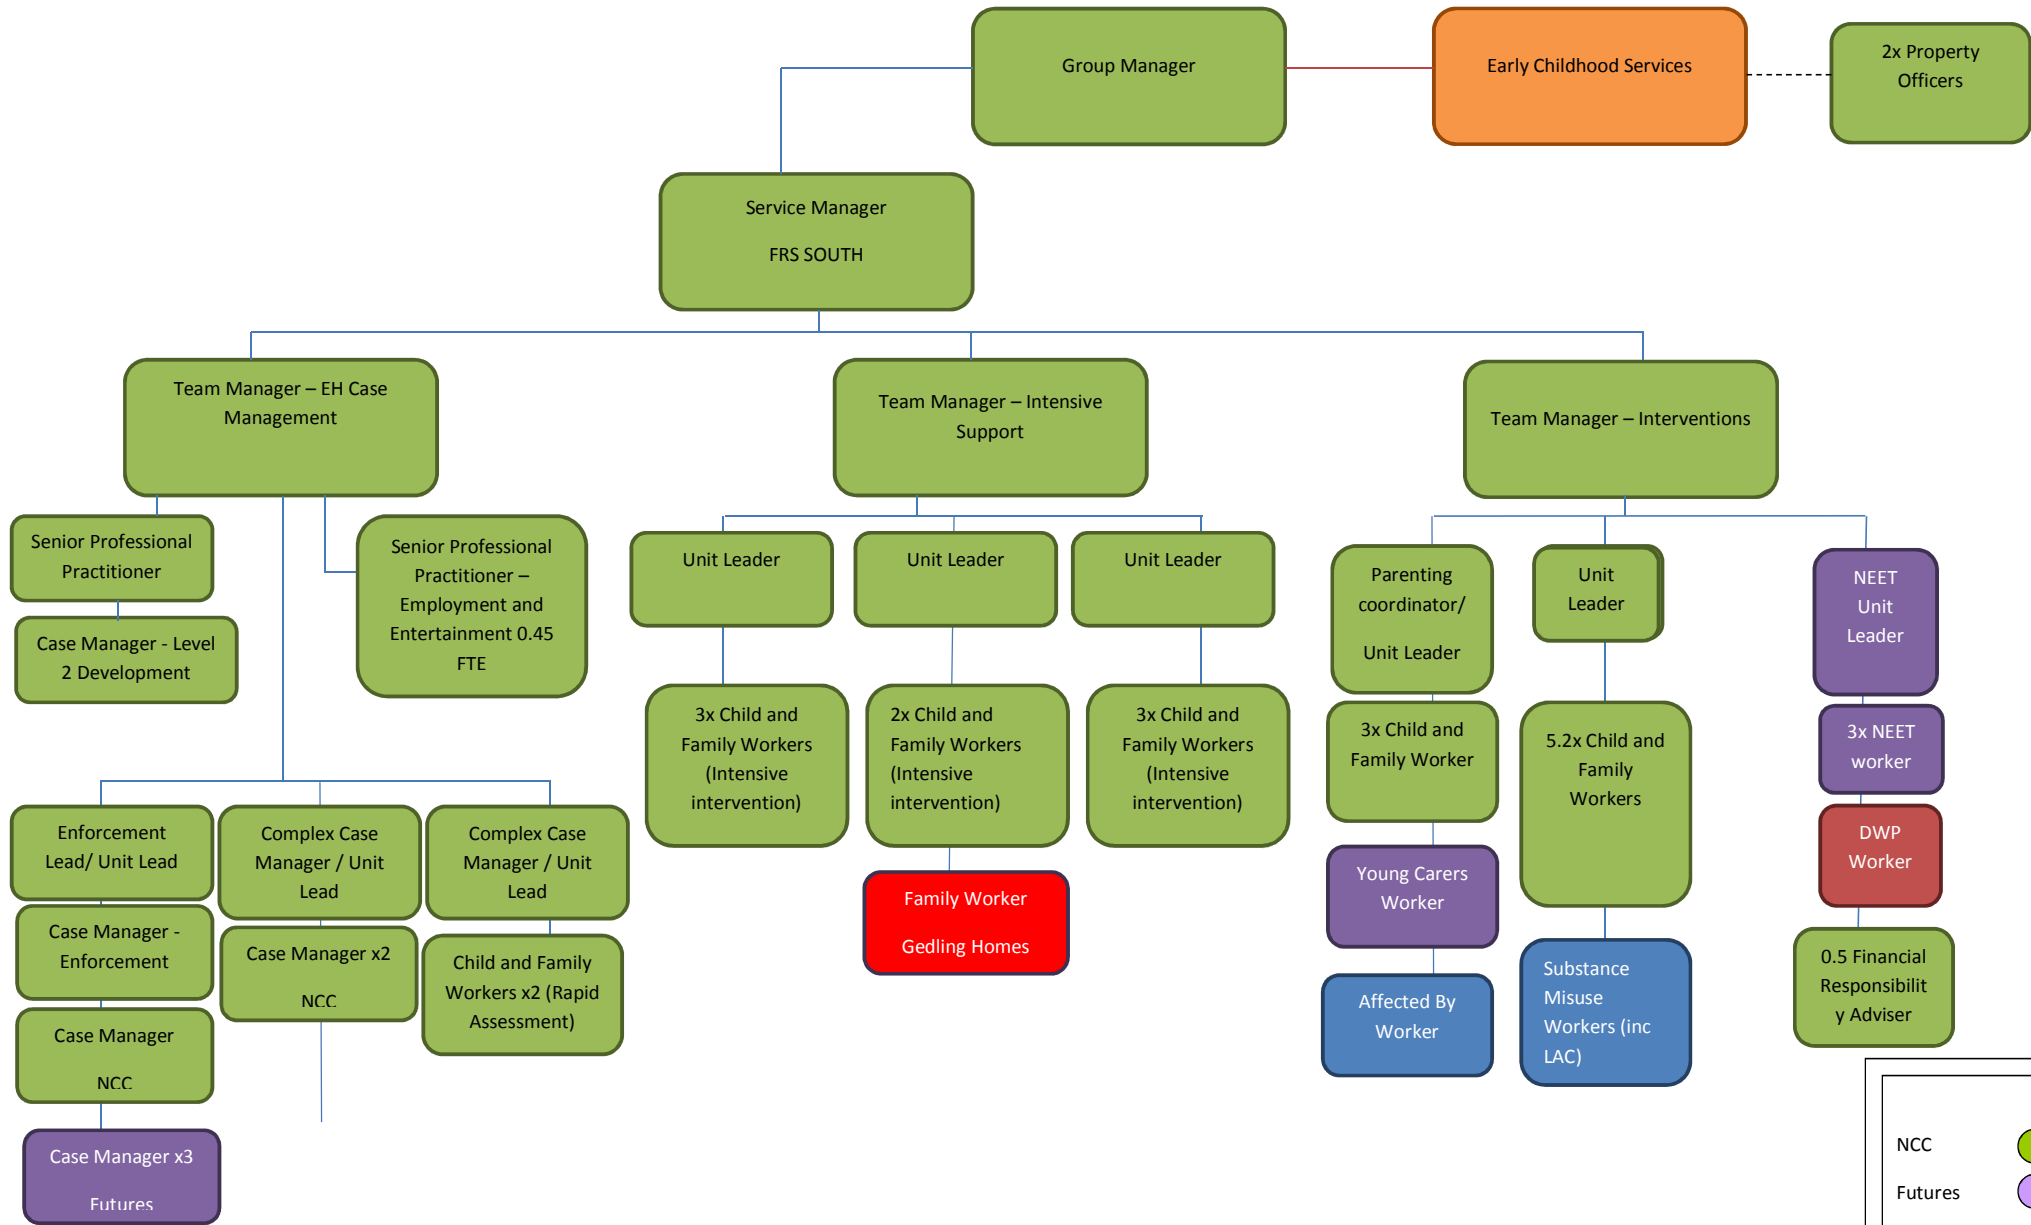 Group Manager
Early Childhood Services
2x Property
Officers
Service Manager
FRS SOUTH
Team Manager – EH Case
Management
Team Manager – Intensive
Support
Team Manager – Interventions
Senior Professional
Practitioner
Case Manager - Level
2 Development
Senior Professional
Practitioner –
Employment and
Entertainment 0.45
FTE
Enforcement
Lead/ Unit Lead
Case Manager -
Enforcement
Case Manager
NCC
Case Manager x3
Futures
Complex Case
Manager / Unit
Lead
Case Manager x2
NCC
Complex Case
Manager / Unit
Lead
Child and Family
Workers x2 (Rapid
Assessment)
Unit Leader
3x Child and
Family Workers
(Intensive
intervention)
Unit Leader
2x Child and
Family Workers
(Intensive
intervention)
Family Worker
Gedling Homes
Unit Leader
3x Child and
Family Workers
(Intensive
intervention)
Parenting
coordinator/
Unit Leader
3x Child and
Family Worker
Young Carers
Worker
Affected By
Worker
Unit
Leader
5.2x Child and
Family
Workers
Substance
Misuse
Workers (inc
LAC)
NEET
Unit
Leader
3x NEET
worker
DWP
Worker
0.5 Financial
Responsibilit
y Adviser
NCC
Futures